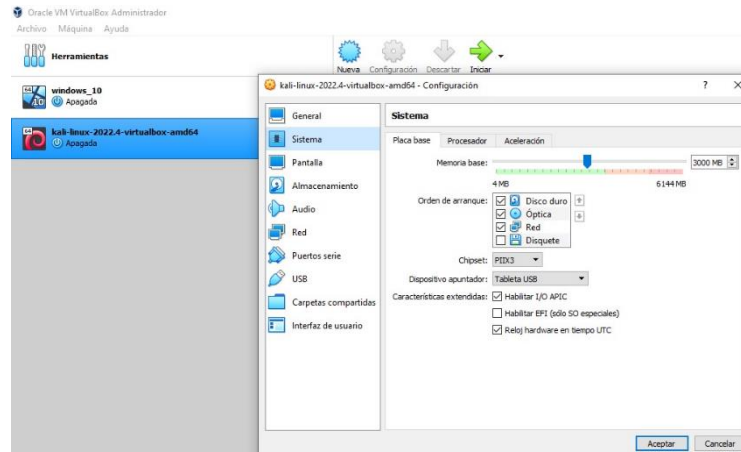 Oracle VM VirtualBox Administrador
Archivo Máquina Ayuda
Herramientas
Nueva Configuración Descartar Iniciar
windows_10
Apagada
kali-linux-2022.4-virtualbox-amd64
Apagada
kali-linux-2022.4-virtualbox-amd64 - Configuración
General
Sistema
Pantalla
Almacenamiento
Audio
Red
Puertos serie
USB
Carpetas compartidas
Interfaz de usuario
Sistema
Placa base Procesador Aceleración
Memoria base: 3000 MB
4 MB 6144 MB
Orden de arranque: Disco duro
Óptica
Red
Disquete
Chipset: PIIX3
Dispositivo apuntador: Tableta USB
Características extendidas: Habilitar I/O APIC
Habilitar EFI (sólo SO especiales)
Reloj hardware en tiempo UTC
Aceptar Cancelar